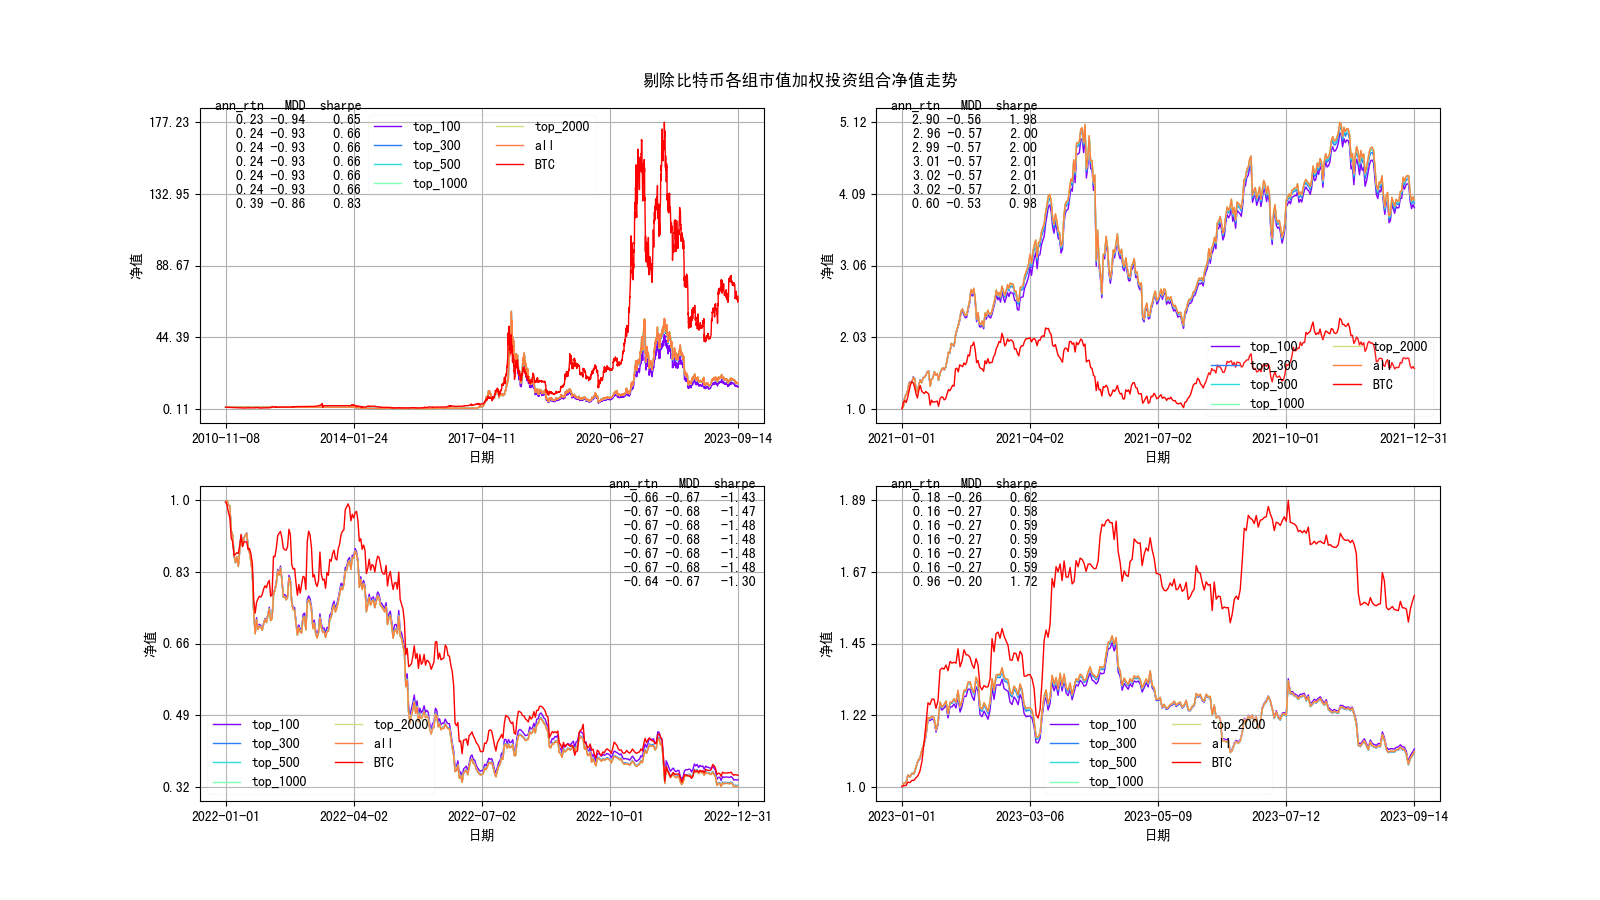 剔除比特币各组市值加权投资组合净值走势
ann_rtn MDD sharpe
0.23 -0.94 0.65
0.24 -0.93 0.66
0.24 -0.93 0.66
0.24 -0.93 0.66
0.24 -0.93 0.66
0.24 -0.93 0.66
0.39 -0.86 0.83
top_100 top_2000
top_300 all
top_500 BTC
top_1000
177.23
132.95
88.67
44.39
0.11
净值
2010-11-08 2014-01-24 2017-04-11 2020-06-27 2023-09-14
日期
ann_rtn MDD sharpe
2.90 -0.56 1.98
2.96 -0.57 2.00
2.99 -0.57 2.00
3.01 -0.57 2.01
3.02 -0.57 2.01
3.02 -0.57 2.01
0.60 -0.53 0.98
5.12
4.09
3.06
2.03
1.0
净值
top_100 top_2000
top_300 all
top_500 BTC
top_1000
2021-01-01 2021-04-02 2021-07-02 2021-10-01 2021-12-31
日期
ann_rtn MDD sharpe
-0.66 -0.67 -1.43
-0.67 -0.68 -1.47
-0.67 -0.68 -1.48
-0.67 -0.68 -1.48
-0.67 -0.68 -1.48
-0.67 -0.68 -1.48
-0.64 -0.67 -1.30
1.0
0.83
0.66
0.49
0.32
净值
top_100 top_2000
top_300 all
top_500 BTC
top_1000
2022-01-01 2022-04-02 2022-07-02 2022-10-01 2022-12-31
日期
ann_rtn MDD sharpe
0.18 -0.26 0.62
0.16 -0.27 0.58
0.16 -0.27 0.59
0.16 -0.27 0.59
0.16 -0.27 0.59
0.16 -0.27 0.59
0.96 -0.20 1.72
1.89
1.67
1.45
1.22
1.0
净值
top_100 top_2000
top_300 all
top_500 BTC
top_1000
2023-01-01 2023-03-06 2023-05-09 2023-07-12 2023-09-14
日期